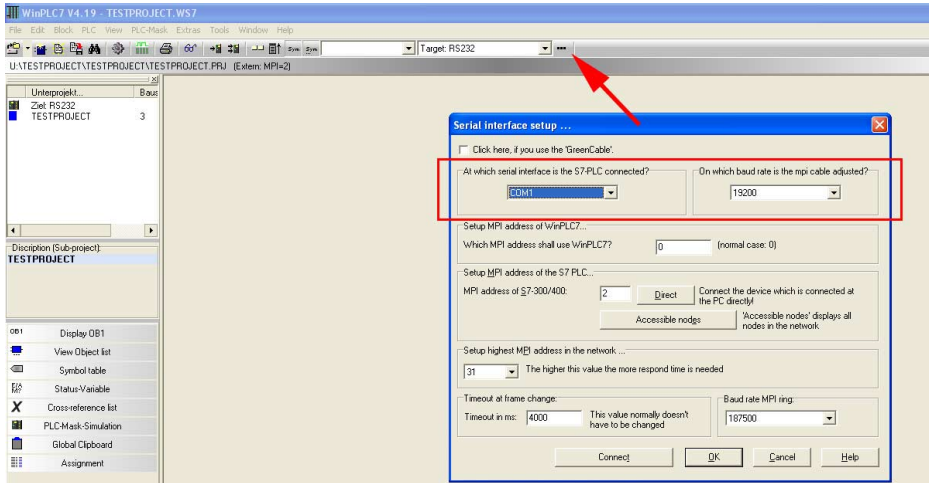 WinPLC7 V4.19 - TESTPROJECT.WS7
File Edit Block PLC View PLC-Mask Extras Tools Window Help
Sym Sym Target: RS232
U:\TESTPROJECT\TESTPROJECT\TESTPROJECT.PRJ (Extern: MPI=2)
Unterprojekt... Baus
Ziel: RS232
TESTPROJECT 3
Discription (Sub-project):
TESTPROJECT
OB1 Display OB1
View Object list
Symbol table
Status-Variable
X Cross-reference list
PLC-Mask-Simulation
Global Clipboard
Assignment
Serial interface setup ...
Click here, if you use the 'GreenCable'.
At which serial interface is the S7-PLC connected?
COM1
On which baud rate is the mpi cable adjusted?
19200
Setup MPI address of WinPLC7...
Which MPI address shall use WinPLC7? 0 (normal case: 0)
Setup MPI address of the S7 PLC...
MPI address of S7-300/400: 2 Direct Connect the device which is connected at
the PC directly!
Accessible nodes 'Accessible nodes' displays all
nodes in the network
Setup highest MPI address in the network ...
31 The higher this value the more respond time is needed
Timeout at frame change:
Timeout in ms: 4000 This value normally doesn't
have to be changed
Baud rate MPI ring:
187500
Connect OK Cancel Help